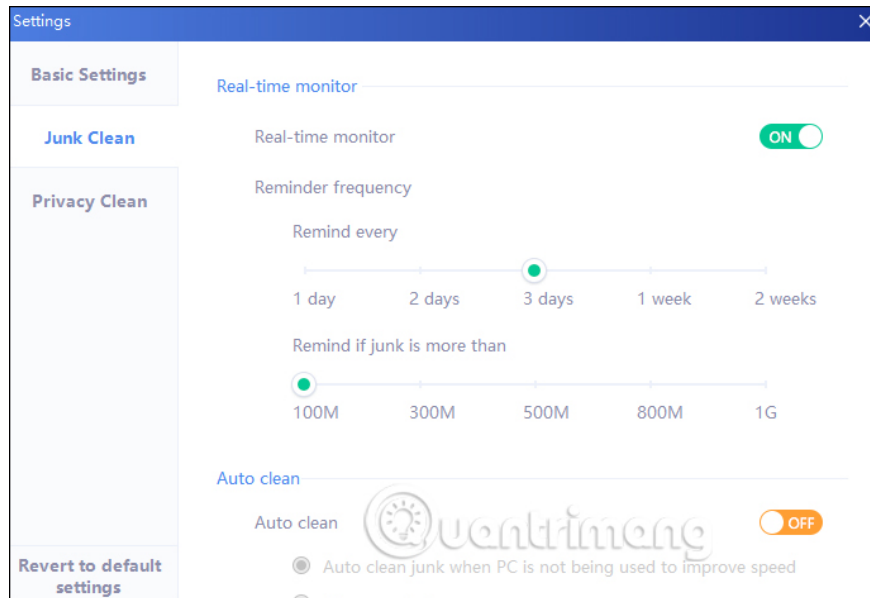 Settings
Basic Settings
Junk Clean
Privacy Clean
Revert to default
settings
Real-time monitor
Real-time monitor
ON
Reminder frequency
Remind every
1 day 2 days 3 days 1 week 2 weeks
Remind if junk is more than
100M 300M 500M 800M 1G
Auto clean
Auto clean
OFF
Quantrimang
Auto clean junk when PC is not being used to improve speed